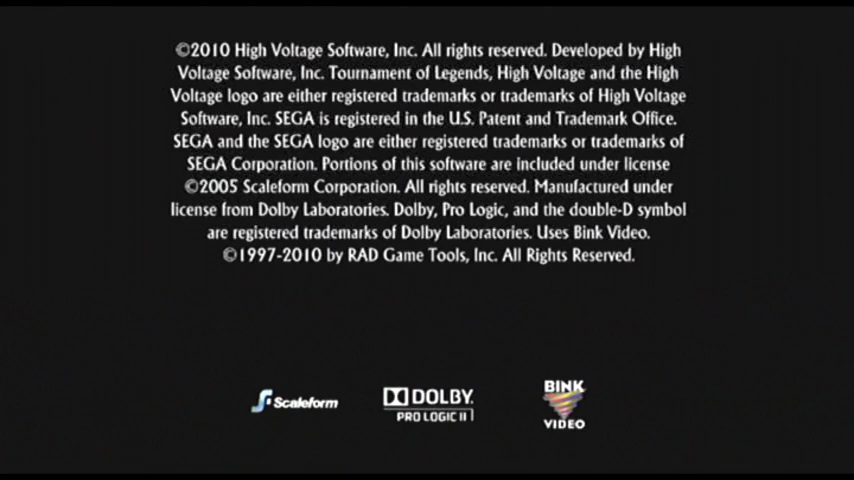 ©2010 High Voltage Software, Inc. All rights reserved. Developed by High
Voltage Software, Inc. Tournament of Legends, High Voltage and the High
Voltage logo are either registered trademarks or trademarks of High Voltage
Software, Inc. SEGA is registered in the U.S. Patent and Trademark Office.
SEGA and the SEGA logo are either registered trademarks or trademarks of
SEGA Corporation. Portions of this software are included under license
©2005 Scaleform Corporation. All rights reserved. Manufactured under
license from Dolby Laboratories. Dolby, Pro Logic, and the double-D symbol
are registered trademarks of Dolby Laboratories. Uses Bink Video.
©1997-2010 by RAD Game Tools, Inc. All Rights Reserved.
Scaleform
DOLBY
PRO LOGIC II
BINK
VIDEO